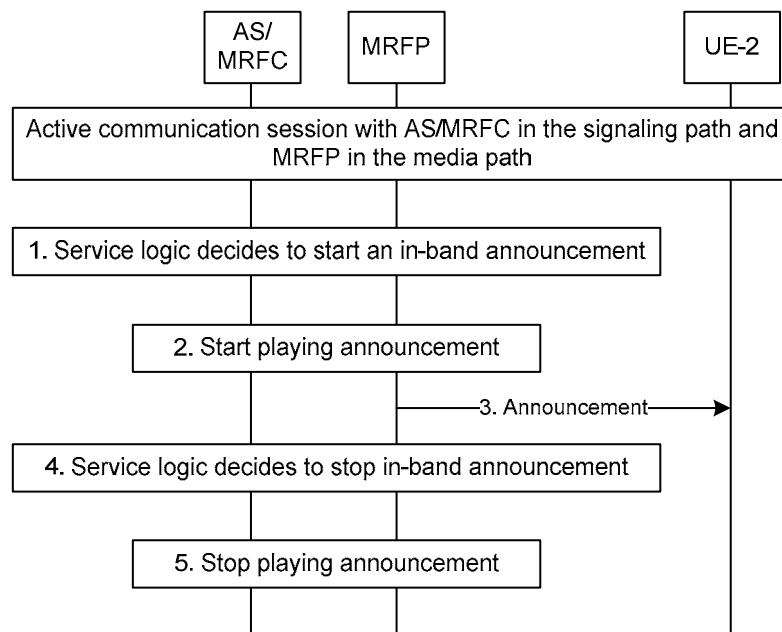 AS/
MRFC
MRFP
UE-2
Active communication session with AS/MRFC in the signaling path and
MRFP in the media path
1. Service logic decides to start an in-band announcement
2. Start playing announcement
3. Announcement
4. Service logic decides to stop in-band announcement
5. Stop playing announcement